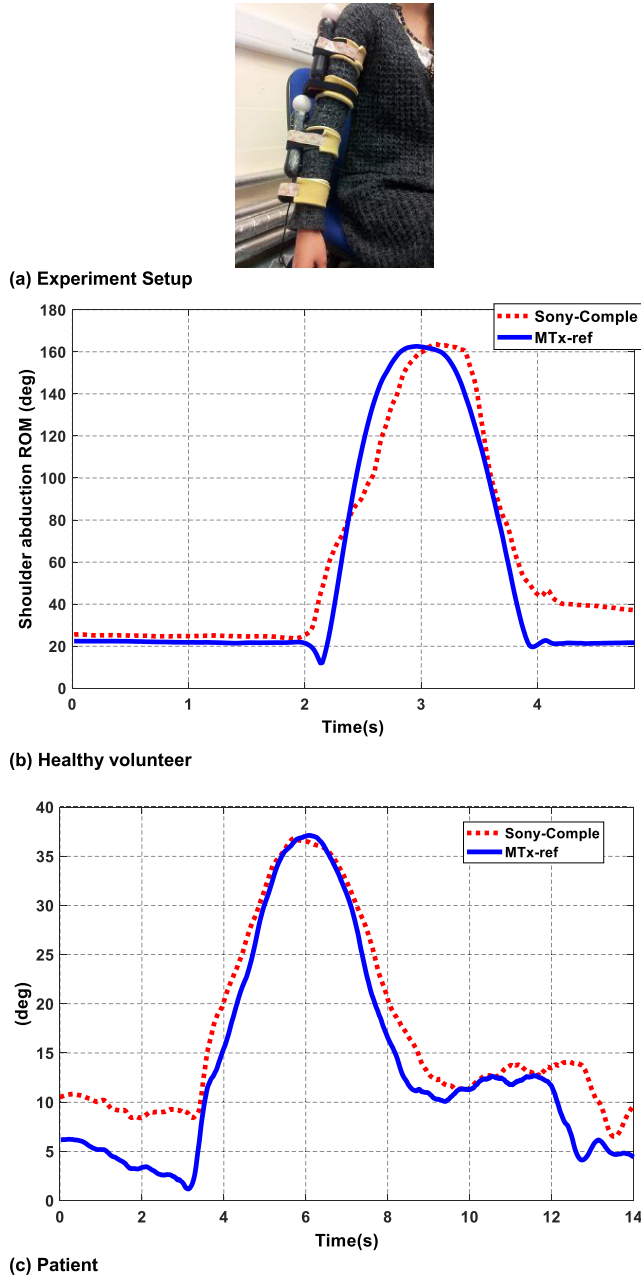 (a) Experiment Setup
180
160
140
120
100
80
60
40
20
0
Shoulder abduction ROM (deg)
Sony-Comple
MTx-ref
0 1 2 3 4
Time(s)
(b) Healthy volunteer
40
35
30
25
20
15
10
5
0
(deg)
Sony-Comple
MTx-ref
0 2 4 6 8 10 12 14
Time(s)
(c) Patient